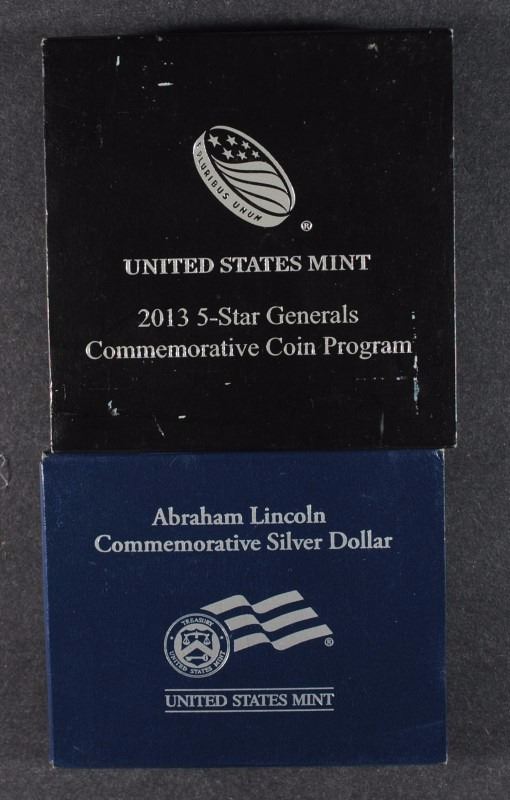 E PLURIBUS UNUM
®
UNITED STATES MINT
2013 5-Star Generals
Commemorative Coin Program
Abraham Lincoln
Commemorative Silver Dollar
TREASURY
UNITED STATES MINT
®
UNITED STATES MINT